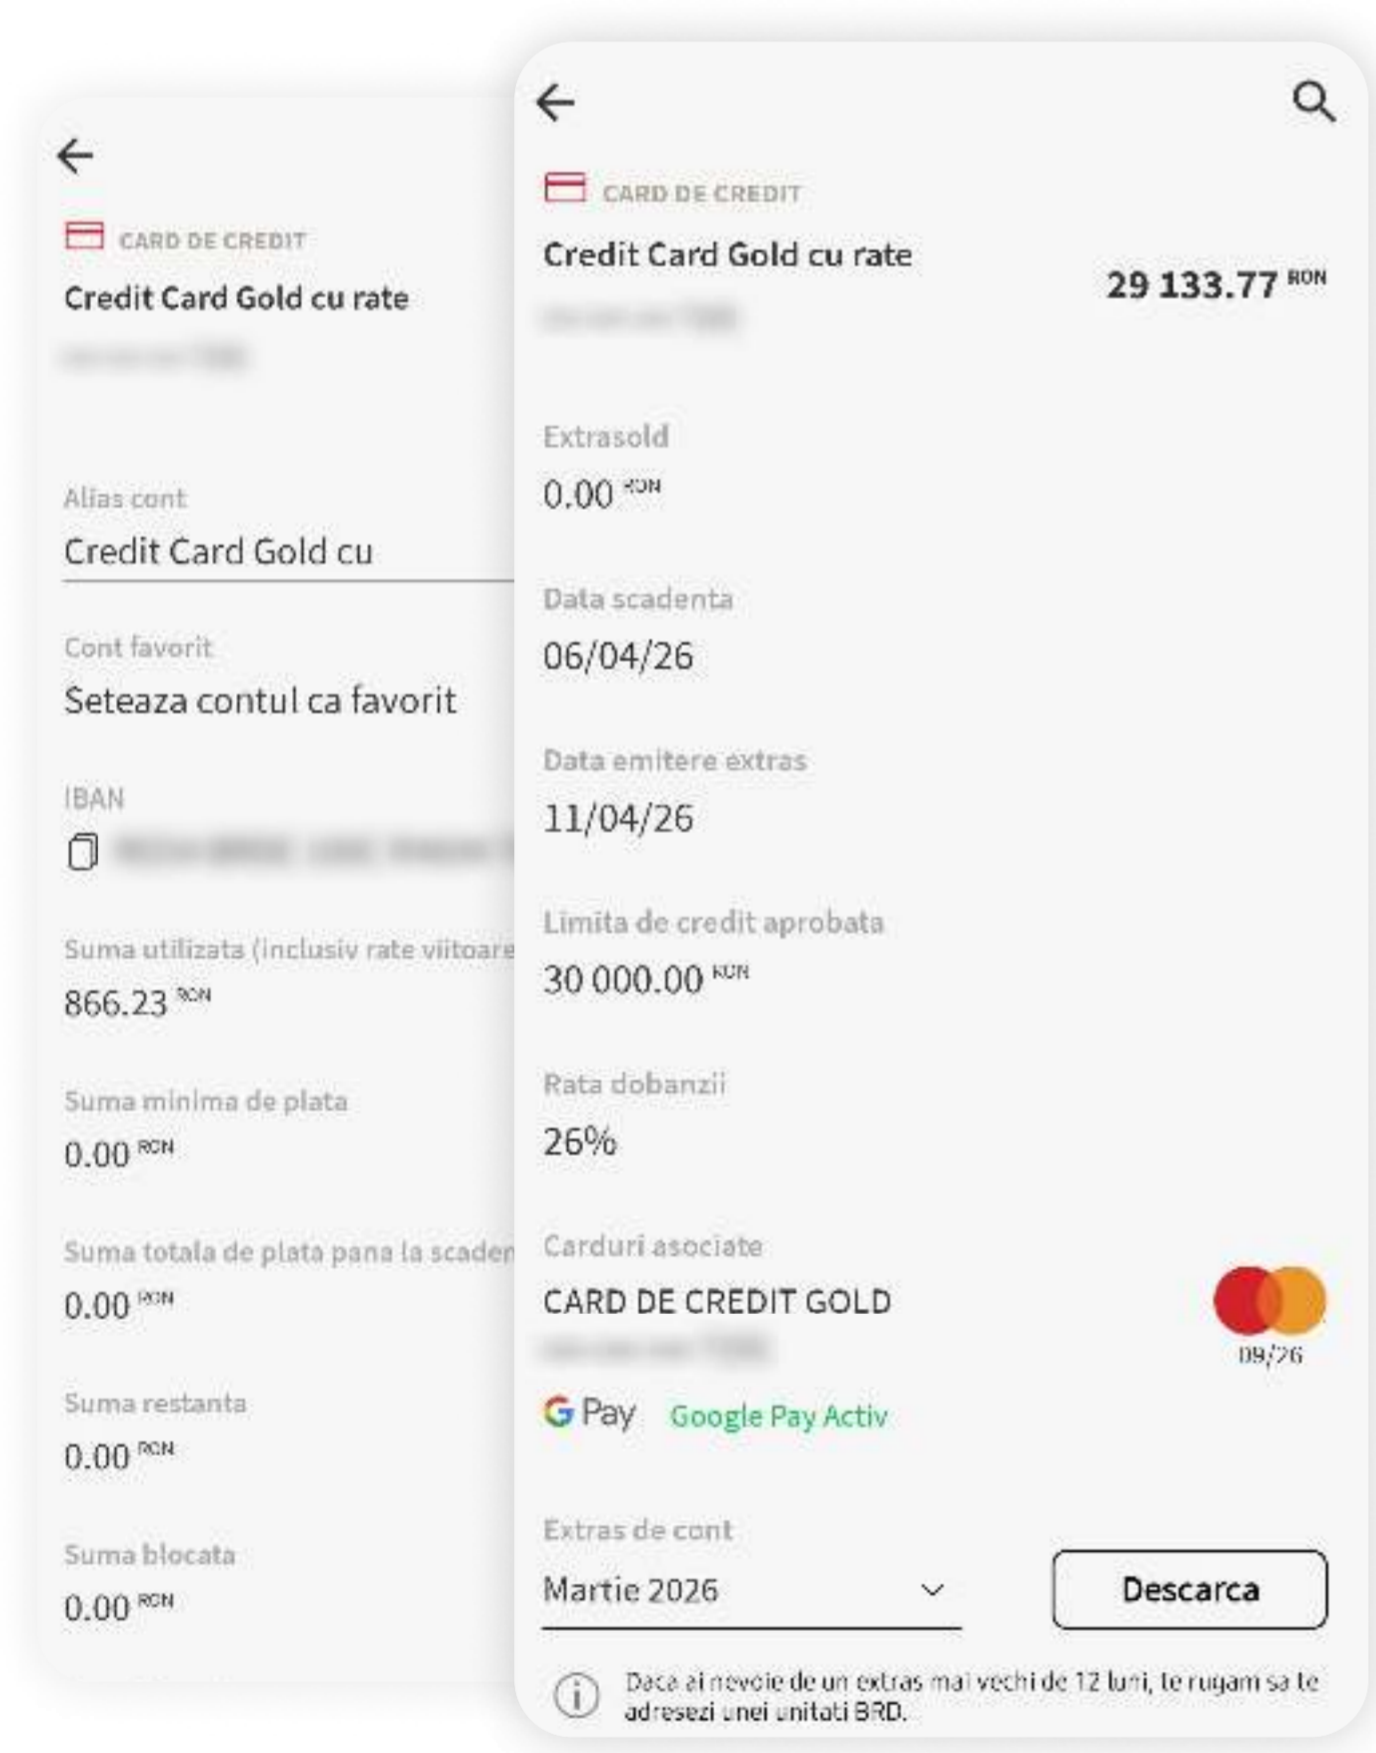 CARD DE CREDIT
Credit Card Gold cu rate
Alias cont
Credit Card Gold cu
Cont favorit
Seteaza contul ca favorit
IBAN
Suma utilizata (inclusiv rate viitoare
866.23 RON
Suma minima de plata
0.00 RON
Suma totala de plata pana la scaden
0.00 RON
Suma restanta
0.00 RON
Suma blocata
0.00 RON
CARD DE CREDIT
Credit Card Gold cu rate
29 133.77 RON
Extrasold
0.00 RON
Data scadenta
06/04/26
Data emitere extras
11/04/26
Limita de credit aprobata
30 000.00 RON
Rata dobanzii
26%
Carduri asociate
CARD DE CREDIT GOLD
09/26
G Pay Google Pay Activ
Extras de cont
Martie 2026
Descarca
Daca ai nevoie de un extras mai vechi de 12 luni, te rugam sa te
adresezi unei unitati BRD.